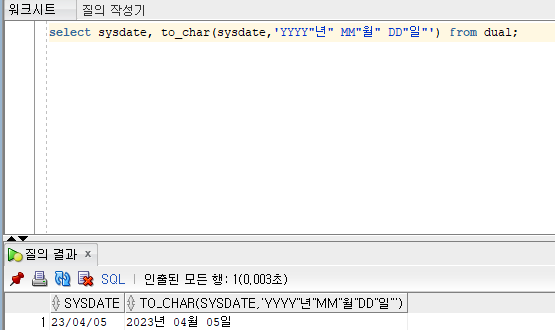 워크시트 질의 작성기
select sysdate, to_char(sysdate,'YYYY"년" MM"월" DD"일"') from dual;
질의 결과 x
SQL | 인출된 모든 행: 1(0,003초)
SYSDATE TO_CHAR(SYSDATE,'YYYY"년"MM"월"DD"일"')
1 23/04/05 2023년 04월 05일